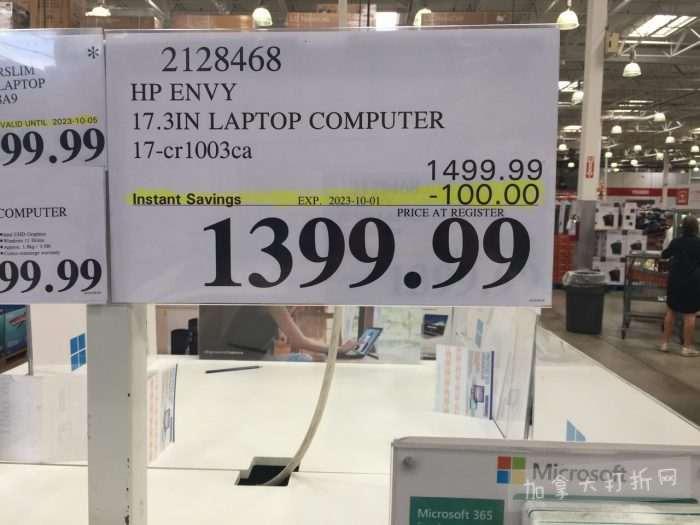 2128468
HP ENVY
17.3IN LAPTOP COMPUTER
17-cr1003ca
1499.99
Instant Savings EXP. 2023-10-01 -100.00
PRICE AT REGISTER
1399.99
*
RSLIM
LAPTOP
8A9
VALID UNTIL 2023-10-05
99.99
COMPUTER
99.99
Microsoft
Microsoft 365
加拿大打折网